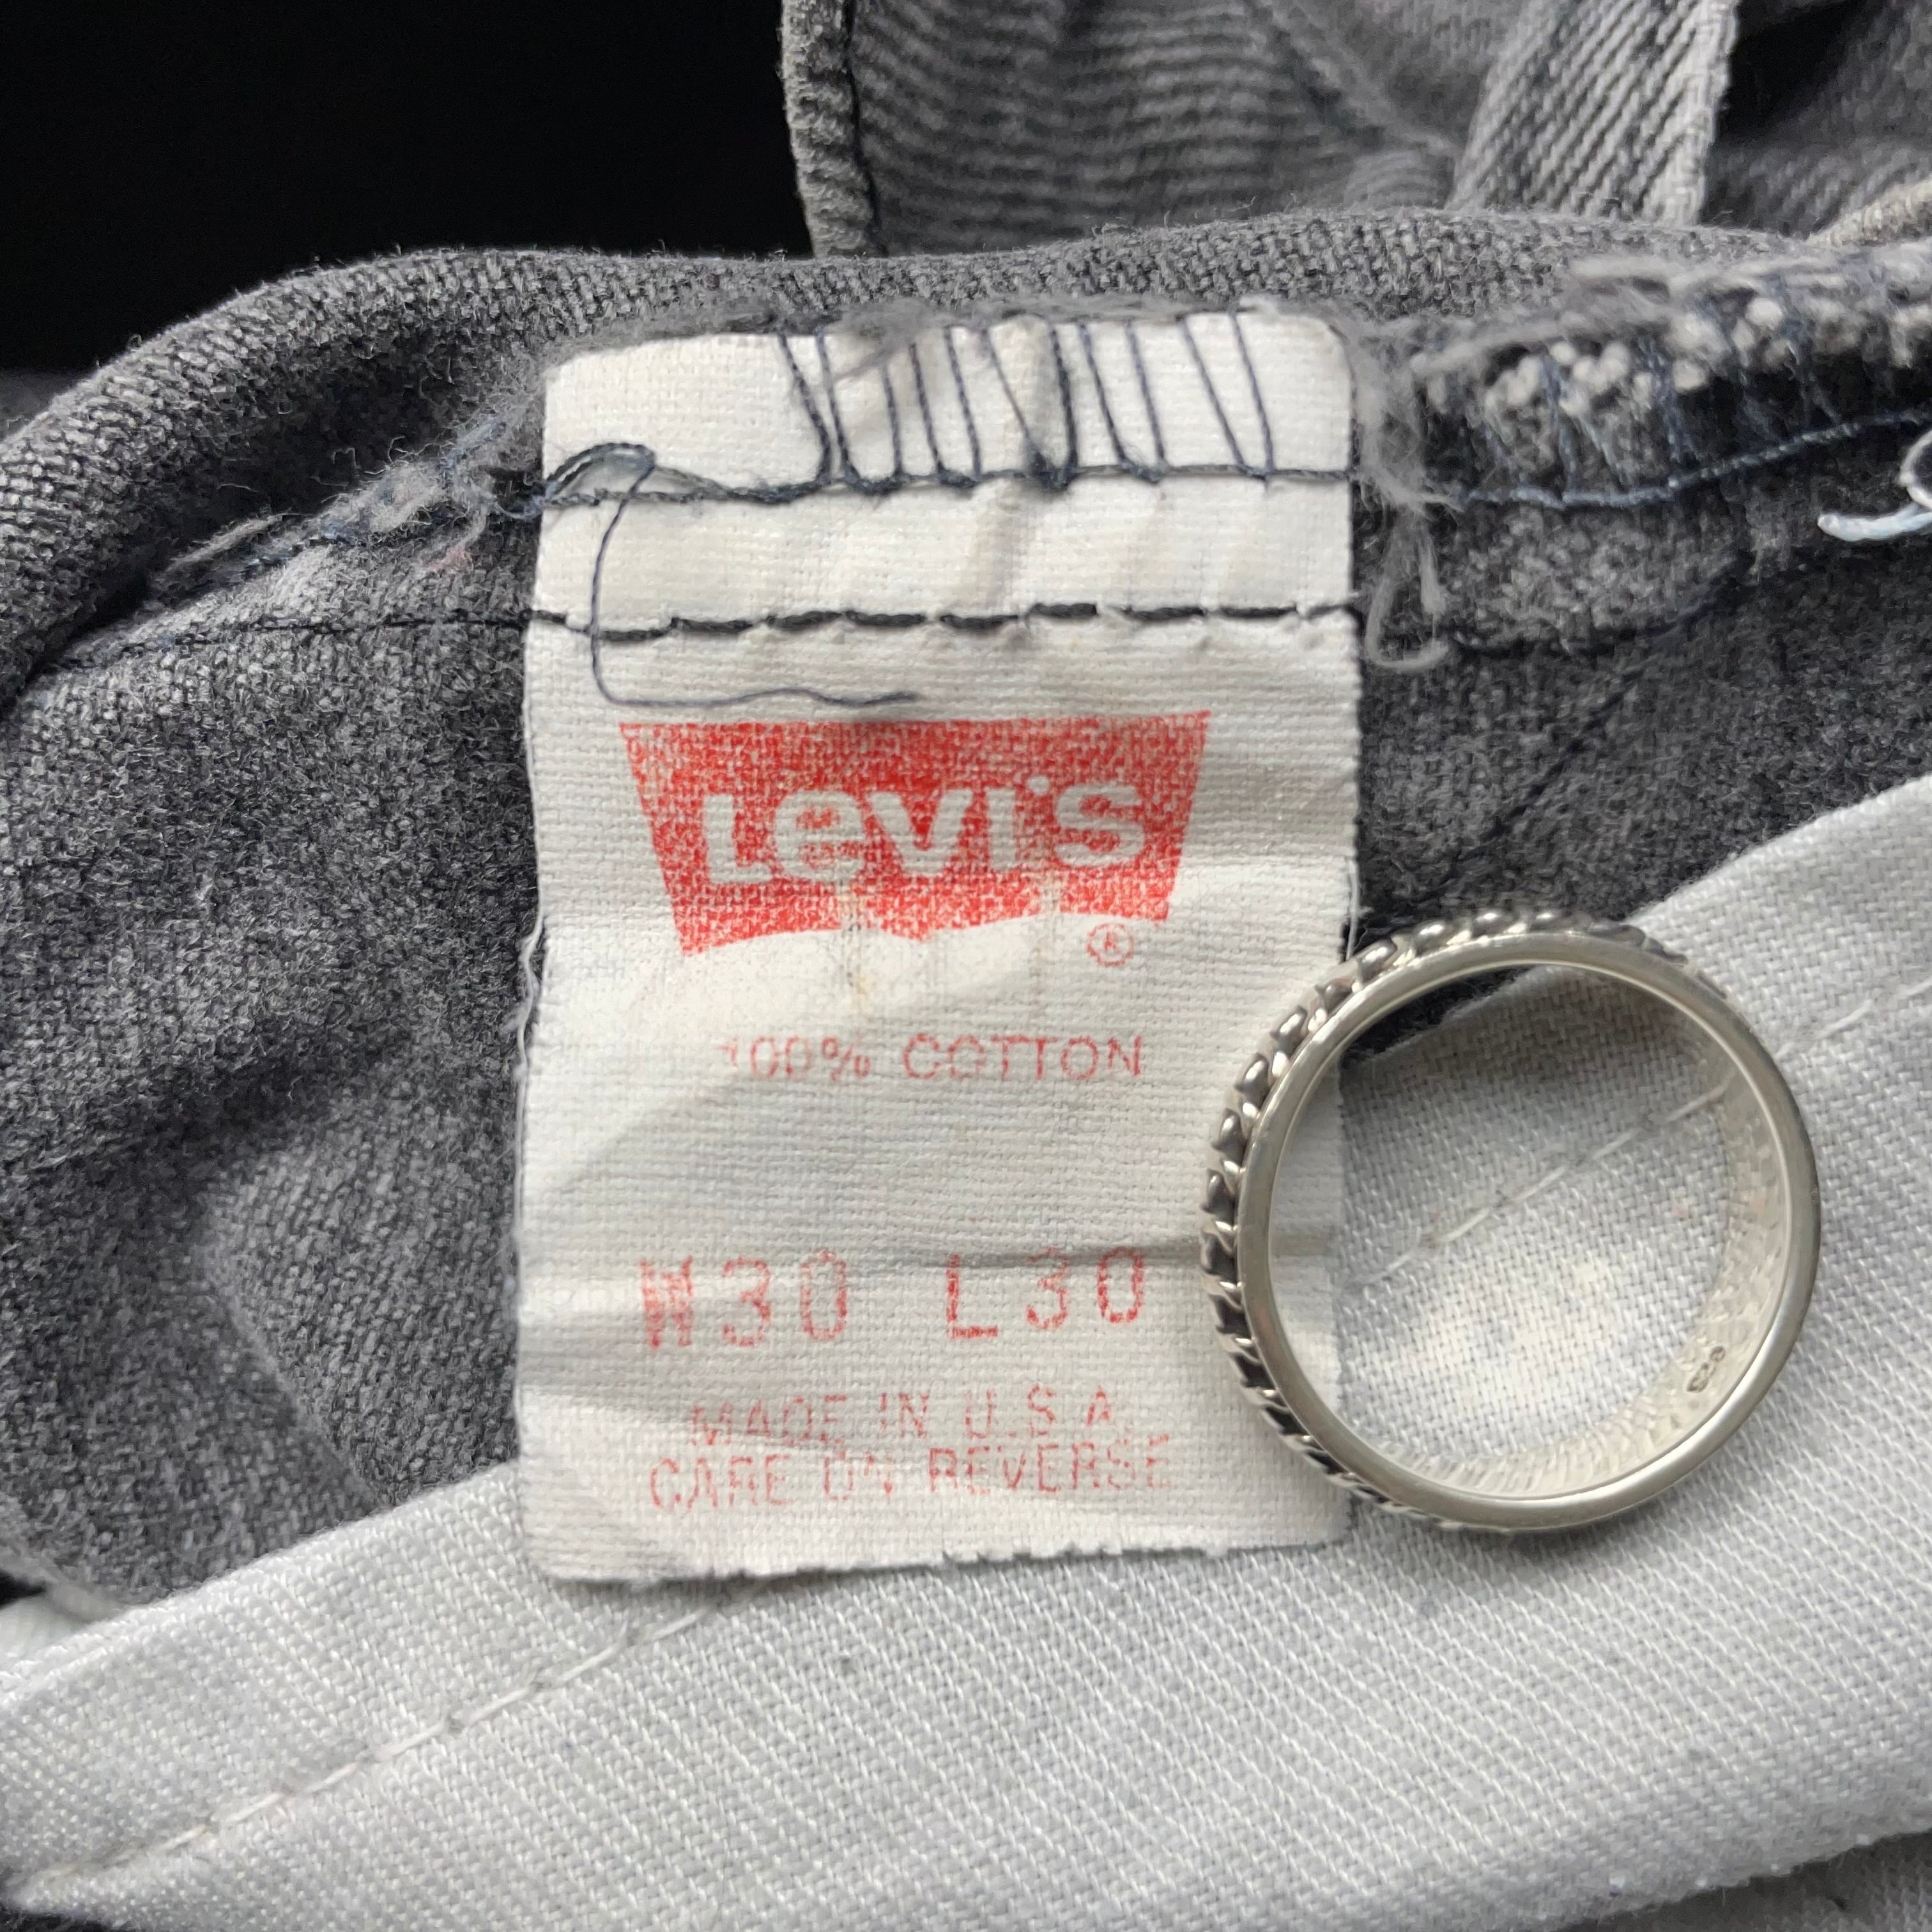 Levi's
®
100% COTTON
W30 L30
MADE IN U.S.A.
CARE ON REVERSE